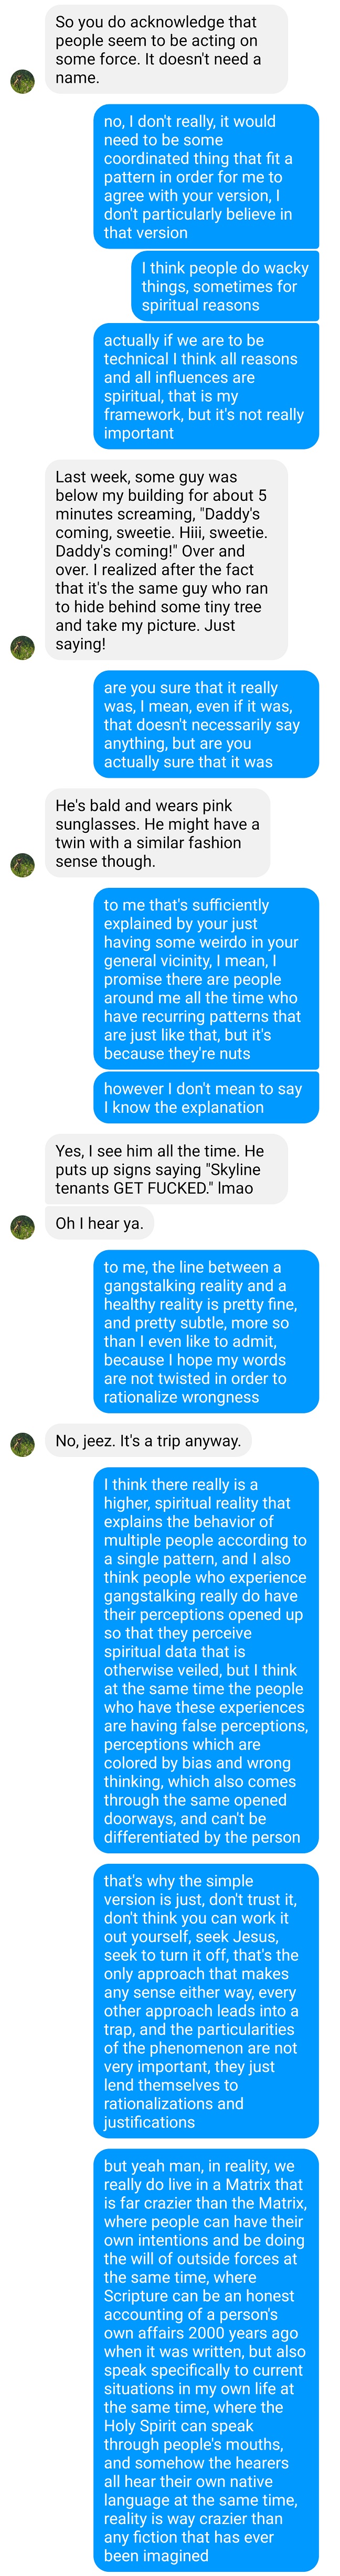 So you do acknowledge that
people seem to be acting on
some force. It doesn't need a
name.
no, I don't really, it would
need to be some
coordinated thing that fit a
pattern in order for me to
agree with your version, I
don't particularly believe in
that version
I think people do wacky
things, sometimes for
spiritual reasons
actually if we are to be
technical I think all reasons
and all influences are
spiritual, that is my
framework, but it's not really
important
Last week, some guy was
below my building for about 5
minutes screaming, "Daddy's
coming, sweetie. Hiii, sweetie.
Daddy's coming!" Over and
over. I realized after the fact
that it's the same guy who ran
to hide behind some tiny tree
and take my picture. Just
saying!
are you sure that it really
was, I mean, even if it was,
that doesn't necessarily say
anything, but are you
actually sure that it was
He's bald and wears pink
sunglasses. He might have a
twin with a similar fashion
sense though.
to me that's sufficiently
explained by your just
having some weirdo in your
general vicinity, I mean, I
promise there are people
around me all the time who
have recurring patterns that
are just like that, but it's
because they're nuts
however I don't mean to say
I know the explanation
Yes, I see him all the time. He
puts up signs saying "Skyline
tenants GET FUCKED." lmao
Oh I hear ya.
to me, the line between a
gangstalking reality and a
healthy reality is pretty fine,
and pretty subtle, more so
than I even like to admit,
because I hope my words
are not twisted in order to
rationalize wrongness
No, jeez. It's a trip anyway.
I think there really is a
higher, spiritual reality that
explains the behavior of
multiple people according to
a single pattern, and I also
think people who experience
gangstalking really do have
their perceptions opened up
so that they perceive
spiritual data that is
otherwise veiled, but I think
at the same time the people
who have these experiences
are having false perceptions,
perceptions which are
colored by bias and wrong
thinking, which also comes
through the same opened
doorways, and can't be
differentiated by the person
that's why the simple
version is just, don't trust it,
don't think you can work it
out yourself, seek Jesus,
seek to turn it off, that's the
only approach that makes
any sense either way, every
other approach leads into a
trap, and the particularities
of the phenomenon are not
very important, they just
lend themselves to
rationalizations and
justifications
but yeah man, in reality, we
really do live in a Matrix that
is far crazier than the Matrix,
where people can have their
own intentions and be doing
the will of outside forces at
the same time, where
Scripture can be an honest
accounting of a person's
own affairs 2000 years ago
when it was written, but also
speak specifically to current
situations in my own life at
the same time, where the
Holy Spirit can speak
through people's mouths,
and somehow the hearers
all hear their own native
language at the same time,
reality is way crazier than
any fiction that has ever
been imagined